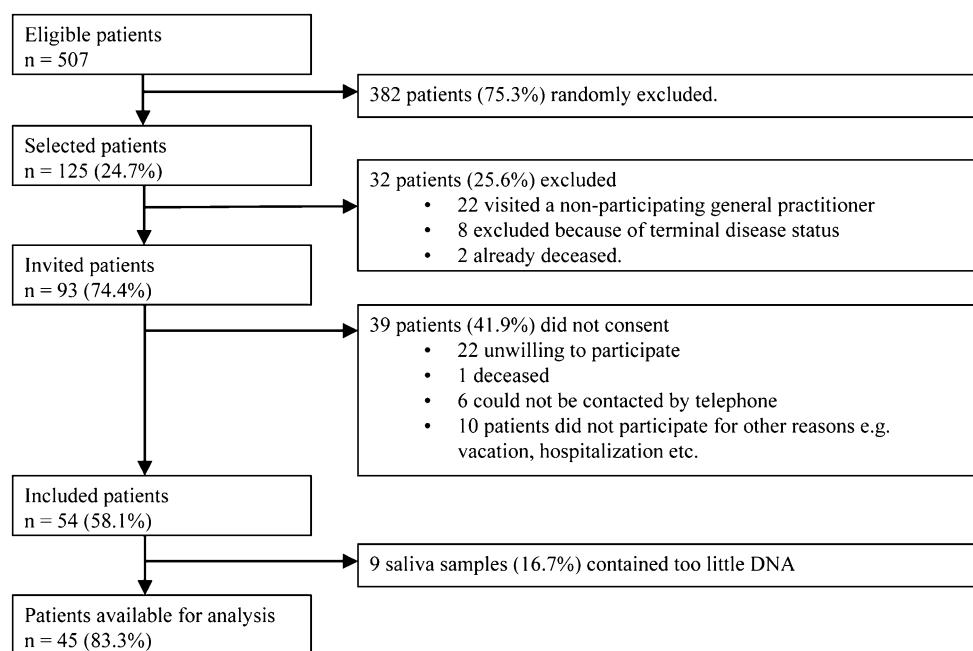 Eligible patients
n = 507
382 patients (75.3%) randomly excluded.
Selected patients
n = 125 (24.7%)
32 patients (25.6%) excluded
• 22 visited a non-participating general practitioner
• 8 excluded because of terminal disease status
• 2 already deceased.
Invited patients
n = 93 (74.4%)
39 patients (41.9%) did not consent
• 22 unwilling to participate
• 1 deceased
• 6 could not be contacted by telephone
• 10 patients did not participate for other reasons e.g.
vacation, hospitalization etc.
Included patients
n = 54 (58.1%)
9 saliva samples (16.7%) contained too little DNA
Patients available for analysis
n = 45 (83.3%)